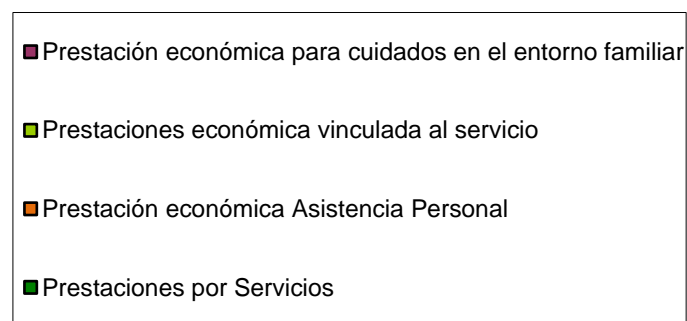 Prestación económica para cuidados en el entorno familiar
Prestaciones económica vinculada al servicio
Prestación económica Asistencia Personal
Prestaciones por Servicios